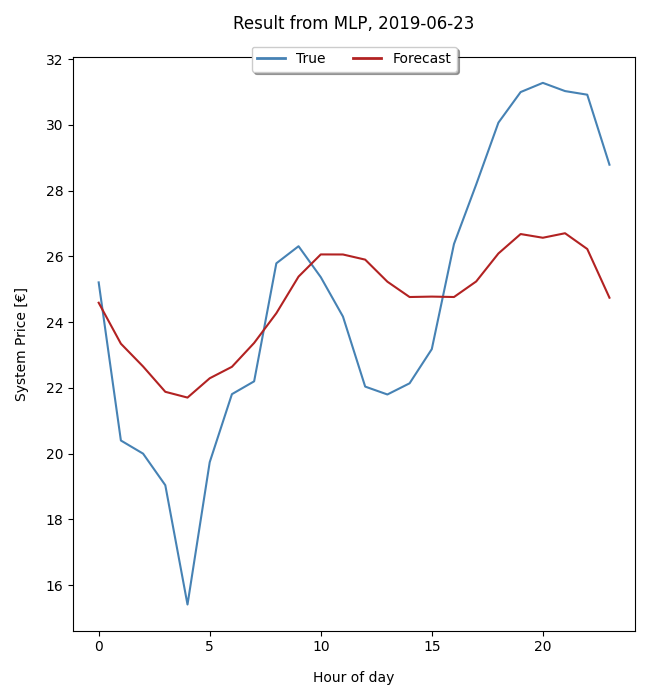 Result from MLP, 2019-06-23
True Forecast
32
30
28
26
24
22
20
18
16
System Price [€]
0 5 10 15 20
Hour of day